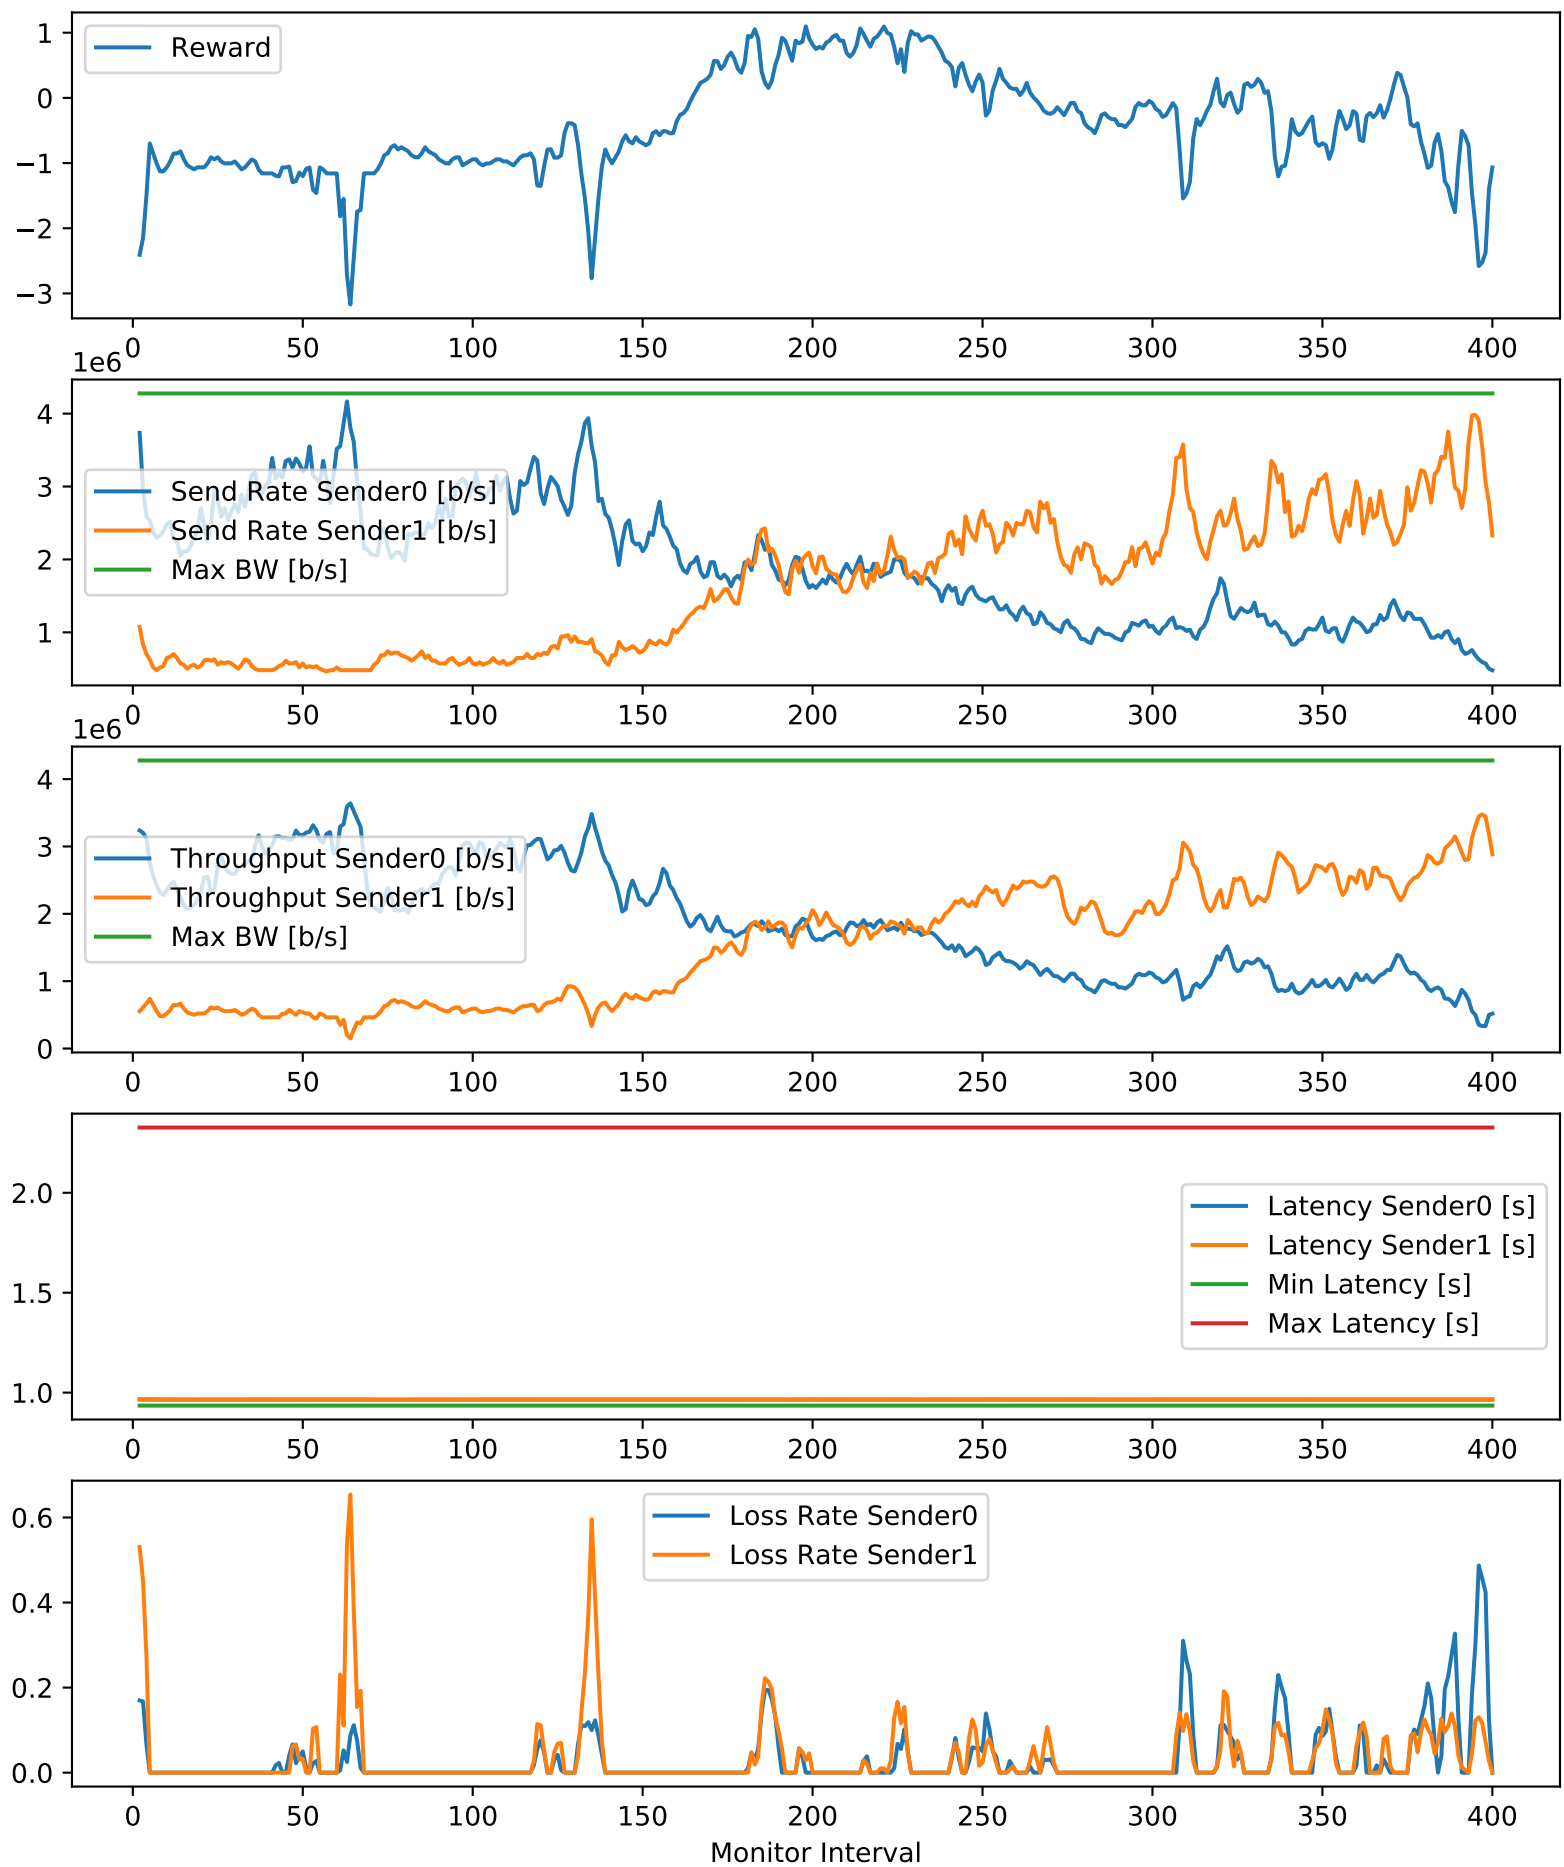 Reward
1
0
−1
−2
−3
0 50 100 150 200 250 300 350 400
1e6
Send Rate Sender0 [b/s]
Send Rate Sender1 [b/s]
Max BW [b/s]
4
3
2
1
0 50 100 150 200 250 300 350 400
1e6
Throughput Sender0 [b/s]
Throughput Sender1 [b/s]
Max BW [b/s]
4
3
2
1
0
0 50 100 150 200 250 300 350 400
2.0
1.5
1.0
Latency Sender0 [s]
Latency Sender1 [s]
Min Latency [s]
Max Latency [s]
0 50 100 150 200 250 300 350 400
Loss Rate Sender0
Loss Rate Sender1
0.6
0.4
0.2
0.0
0 50 100 150 200 250 300 350 400
Monitor Interval